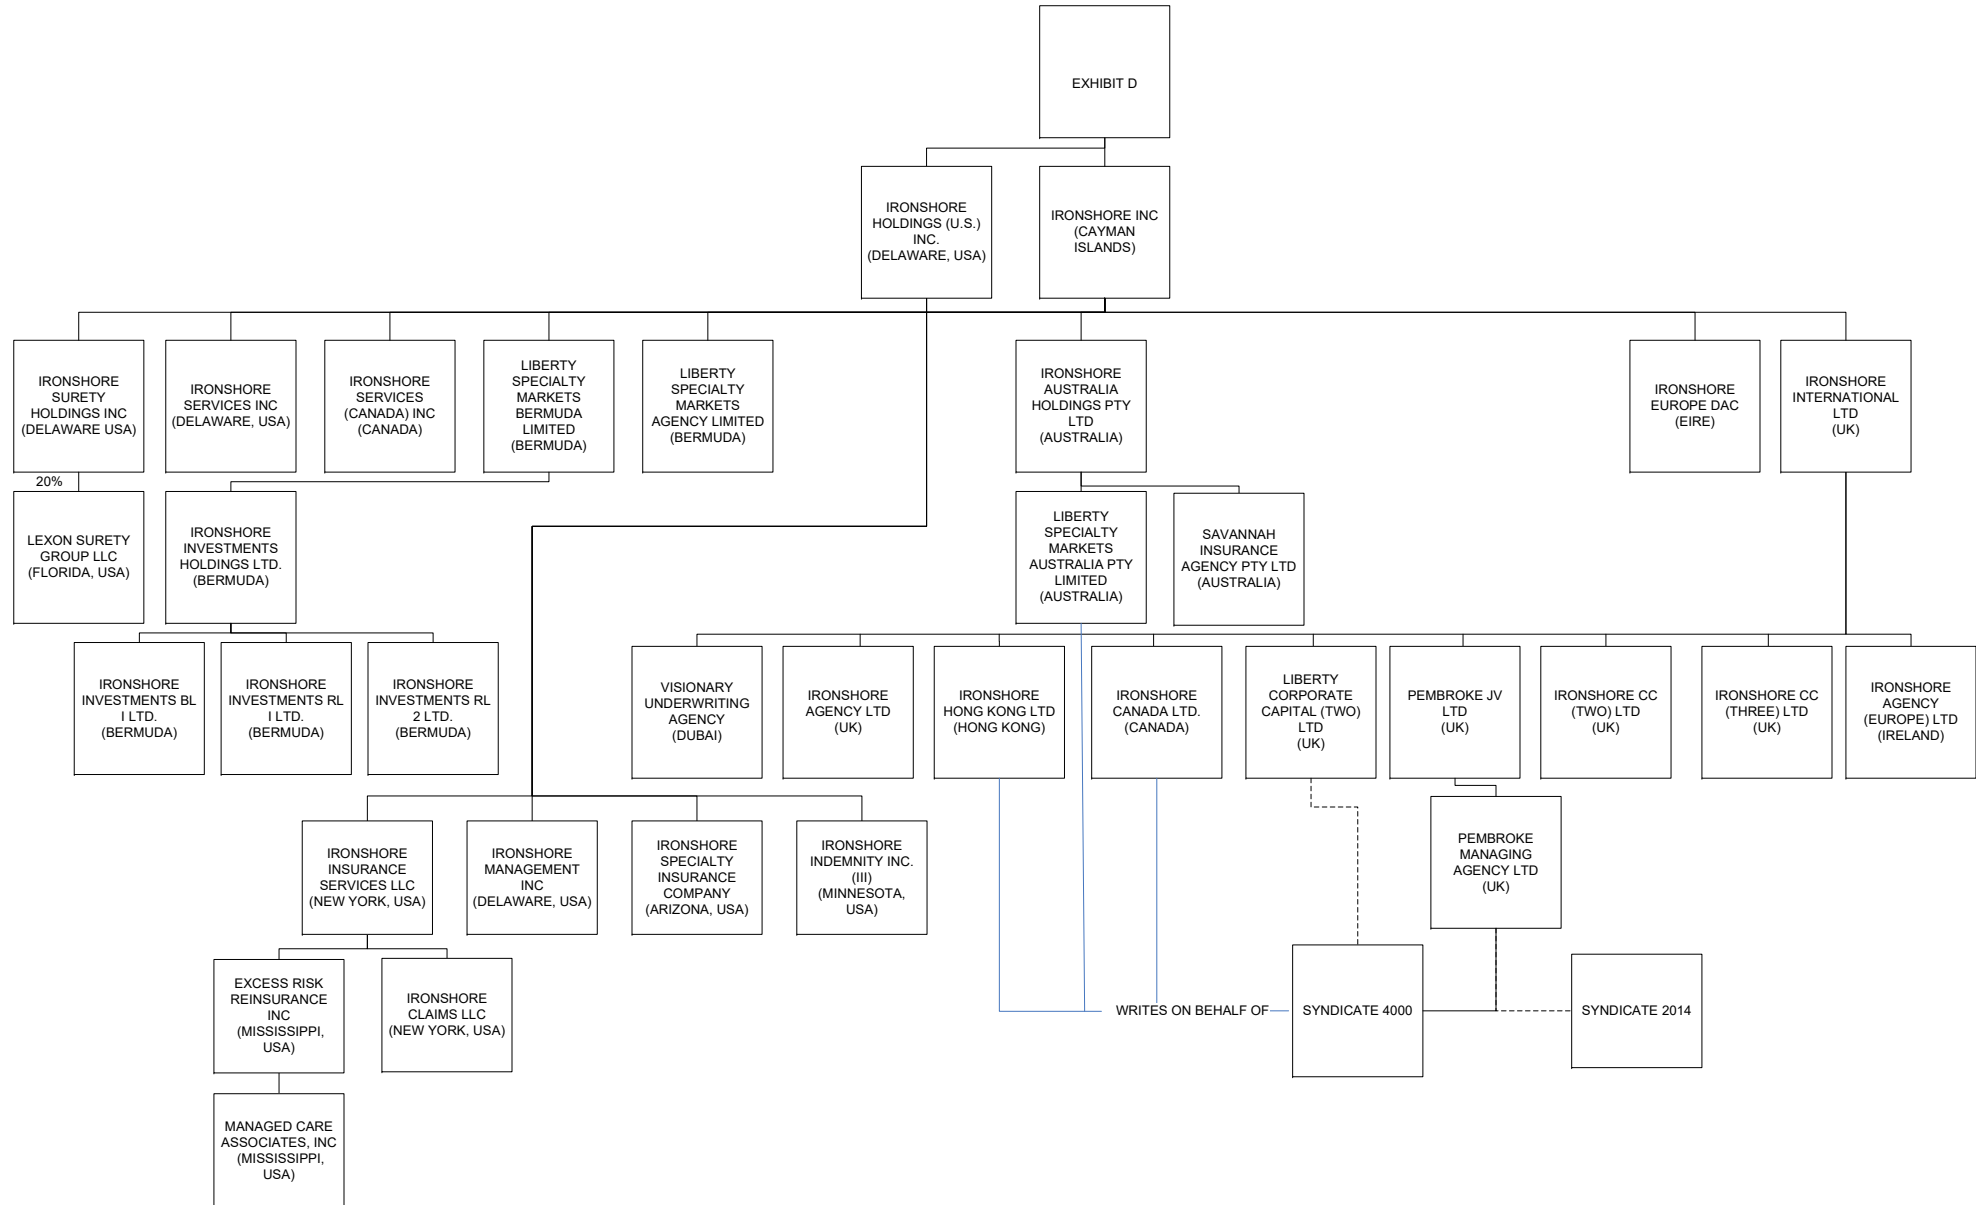 EXHIBIT D
IRONSHORE
HOLDINGS (U.S.)
INC.
(DELAWARE, USA)
IRONSHORE INC
(CAYMAN
ISLANDS)
IRONSHORE
SURETY
HOLDINGS INC
(DELAWARE USA)
IRONSHORE
SERVICES INC
(DELAWARE, USA)
IRONSHORE
SERVICES
(CANADA) INC
(CANADA)
LIBERTY
SPECIALTY
MARKETS
BERMUDA
LIMITED
(BERMUDA)
LIBERTY
SPECIALTY
MARKETS
AGENCY LIMITED
(BERMUDA)
IRONSHORE
AUSTRALIA
HOLDINGS PTY
LTD
(AUSTRALIA)
IRONSHORE
EUROPE DAC
(EIRE)
IRONSHORE
INTERNATIONAL
LTD
(UK)
20%
LEXON SURETY
GROUP LLC
(FLORIDA, USA)
IRONSHORE
INVESTMENTS
HOLDINGS LTD.
(BERMUDA)
LIBERTY
SPECIALTY
MARKETS
AUSTRALIA PTY
LIMITED
(AUSTRALIA)
SAVANNAH
INSURANCE
AGENCY PTY LTD
(AUSTRALIA)
IRONSHORE
INVESTMENTS BL
I LTD.
(BERMUDA)
IRONSHORE
INVESTMENTS RL
I LTD.
(BERMUDA)
IRONSHORE
INVESTMENTS RL
2 LTD.
(BERMUDA)
VISIONARY
UNDERWRITING
AGENCY
(DUBAI)
IRONSHORE
AGENCY LTD
(UK)
IRONSHORE
HONG KONG LTD
(HONG KONG)
IRONSHORE
CANADA LTD.
(CANADA)
LIBERTY
CORPORATE
CAPITAL (TWO)
LTD
(UK)
PEMBROKE JV
LTD
(UK)
IRONSHORE CC
(TWO) LTD
(UK)
IRONSHORE CC
(THREE) LTD
(UK)
IRONSHORE
AGENCY
(EUROPE) LTD
(IRELAND)
IRONSHORE
INSURANCE
SERVICES LLC
(NEW YORK, USA)
IRONSHORE
MANAGEMENT
INC
(DELAWARE, USA)
IRONSHORE
SPECIALTY
INSURANCE
COMPANY
(ARIZONA, USA)
IRONSHORE
INDEMNITY INC.
(III)
(MINNESOTA,
USA)
PEMBROKE
MANAGING
AGENCY LTD
(UK)
EXCESS RISK
REINSURANCE
INC
(MISSISSIPPI,
USA)
IRONSHORE
CLAIMS LLC
(NEW YORK, USA)
WRITES ON BEHALF OF
SYNDICATE 4000
SYNDICATE 2014
MANAGED CARE
ASSOCIATES, INC
(MISSISSIPPI,
USA)